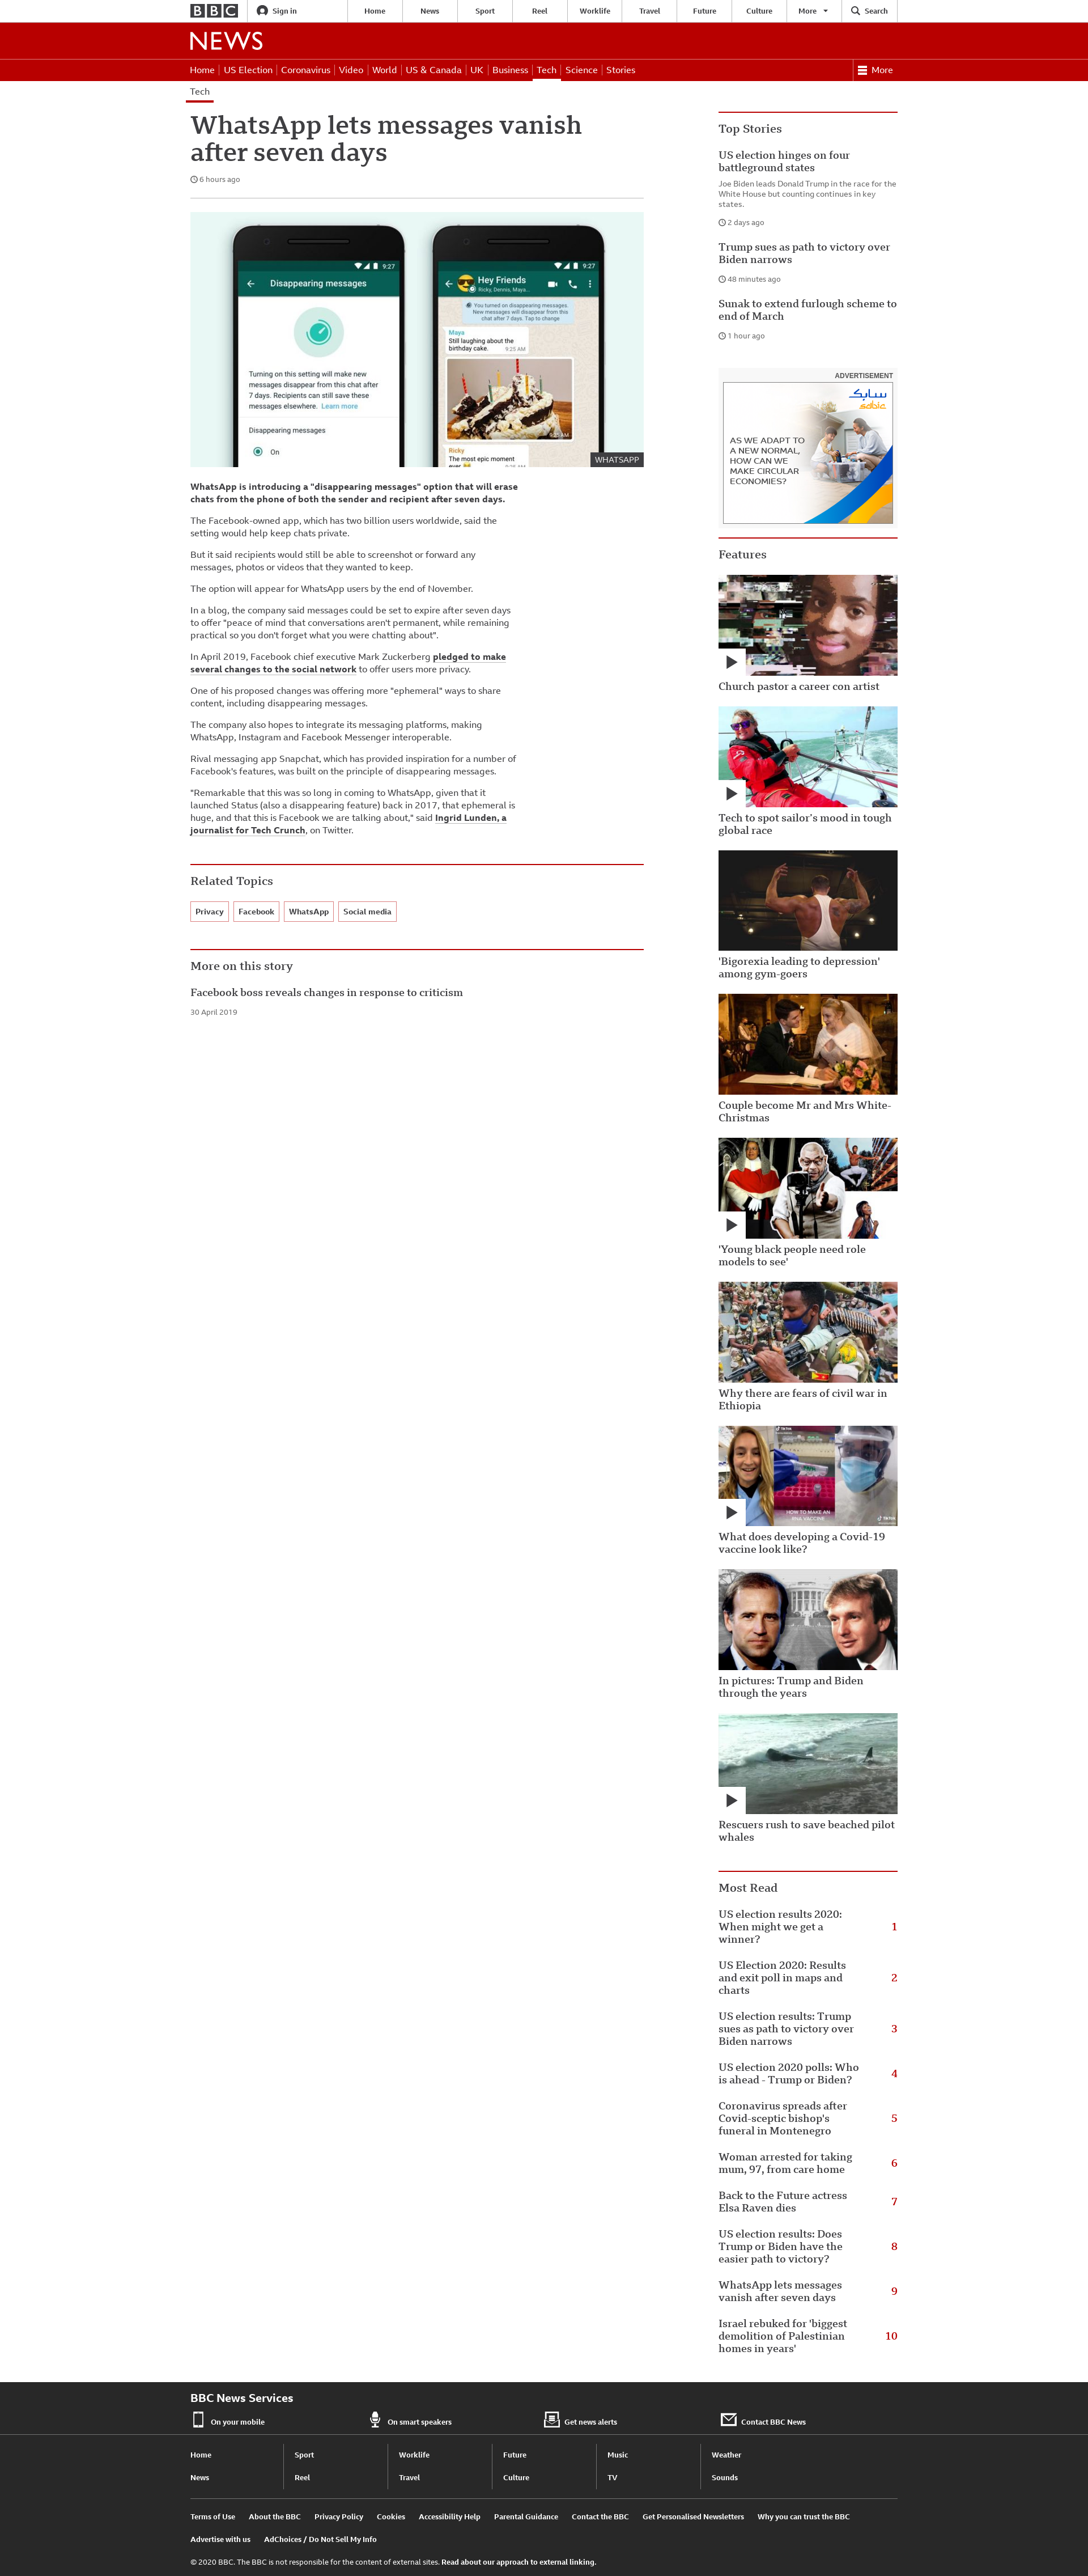 BBC
Sign in
Home
News
Sport
Reel
Worklife
Travel
Future
Culture
More
Search
NEWS
Home
US Election
Coronavirus
Video
World
US & Canada
UK
Business
Tech
Science
Stories
More
Tech
WhatsApp lets messages vanish
after seven days
6 hours ago
9:27
Disappearing messages
Turning on this setting will make new
messages disappear from this chat after
7 days. Recipients can still save these
messages elsewhere. Learn more
Disappearing messages
On
9:27
Hey Friends
Ricky, Dennis, Maya...
You turned on disappearing messages.
New messages will disappear from this
chat after 7 days. Tap to change
Maya
Still laughing about the
birthday cake.
9:25 AM
Ricky
The most epic moment
WHATSAPP
WhatsApp is introducing a "disappearing messages" option that will erase
chats from the phone of both the sender and recipient after seven days.
The Facebook-owned app, which has two billion users worldwide, said the
setting would help keep chats private.
But it said recipients would still be able to screenshot or forward any
messages, photos or videos that they wanted to keep.
The option will appear for WhatsApp users by the end of November.
In a blog, the company said messages could be set to expire after seven days
to offer "peace of mind that conversations aren't permanent, while remaining
practical so you don't forget what you were chatting about".
In April 2019, Facebook chief executive Mark Zuckerberg pledged to make
several changes to the social network to offer users more privacy.
One of his proposed changes was offering more "ephemeral" ways to share
content, including disappearing messages.
The company also hopes to integrate its messaging platforms, making
WhatsApp, Instagram and Facebook Messenger interoperable.
Rival messaging app Snapchat, which has provided inspiration for a number of
Facebook's features, was built on the principle of disappearing messages.
"Remarkable that this was so long in coming to WhatsApp, given that it
launched Status (also a disappearing feature) back in 2017, that ephemeral is
huge, and that this is Facebook we are talking about," said Ingrid Lunden, a
journalist for Tech Crunch, on Twitter.
Related Topics
Privacy
Facebook
WhatsApp
Social media
More on this story
Facebook boss reveals changes in response to criticism
30 April 2019
Top Stories
US election hinges on four
battleground states
Joe Biden leads Donald Trump in the race for the
White House but counting continues in key
states.
2 days ago
Trump sues as path to victory over
Biden narrows
48 minutes ago
Sunak to extend furlough scheme to
end of March
1 hour ago
ADVERTISEMENT
سابک
sabic
AS WE ADAPT TO
A NEW NORMAL,
HOW CAN WE
MAKE CIRCULAR
ECONOMIES?
Features
Church pastor a career con artist
Tech to spot sailor's mood in tough
global race
'Bigorexia leading to depression'
among gym-goers
Couple become Mr and Mrs White-
Christmas
'Young black people need role
models to see'
Why there are fears of civil war in
Ethiopia
HOW TO MAKE AN
RNA VACCINE
TikTok
What does developing a Covid-19
vaccine look like?
In pictures: Trump and Biden
through the years
Rescuers rush to save beached pilot
whales
Most Read
US election results 2020:
When might we get a
winner?
1
US Election 2020: Results
and exit poll in maps and
charts
2
US election results: Trump
sues as path to victory over
Biden narrows
3
US election 2020 polls: Who
is ahead - Trump or Biden?
4
Coronavirus spreads after
Covid-sceptic bishop's
funeral in Montenegro
5
Woman arrested for taking
mum, 97, from care home
6
Back to the Future actress
Elsa Raven dies
7
US election results: Does
Trump or Biden have the
easier path to victory?
8
WhatsApp lets messages
vanish after seven days
9
Israel rebuked for 'biggest
demolition of Palestinian
homes in years'
10
BBC News Services
On your mobile
On smart speakers
Get news alerts
Contact BBC News
Home
Sport
Worklife
Future
Music
Weather
News
Reel
Travel
Culture
TV
Sounds
Terms of Use
About the BBC
Privacy Policy
Cookies
Accessibility Help
Parental Guidance
Contact the BBC
Get Personalised Newsletters
Why you can trust the BBC
Advertise with us
AdChoices / Do Not Sell My Info
© 2020 BBC. The BBC is not responsible for the content of external sites. Read about our approach to external linking.